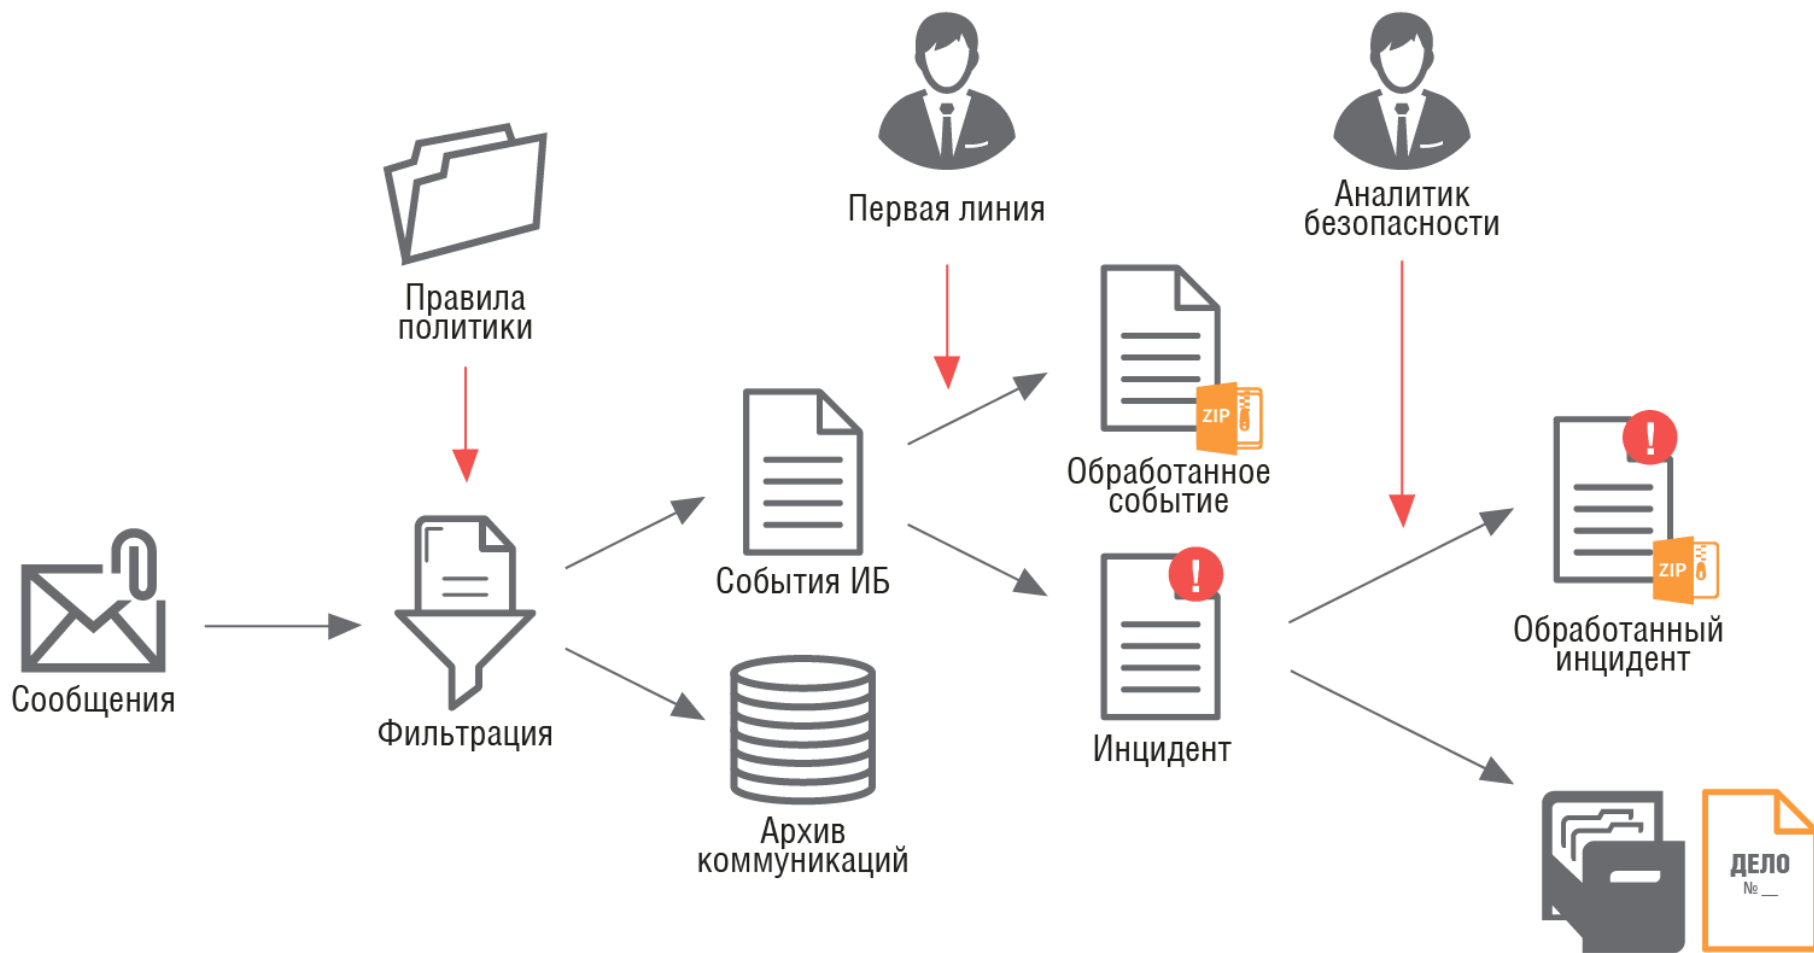 Первая линия
Аналитик
безопасности
Правила
политики
ZIP
Обработанное
событие
События ИБ
!
!
ZIP
Обработанный
инцидент
Сообщения
Фильтрация
Инцидент
Архив
коммуникаций
ДЕЛО
№ __